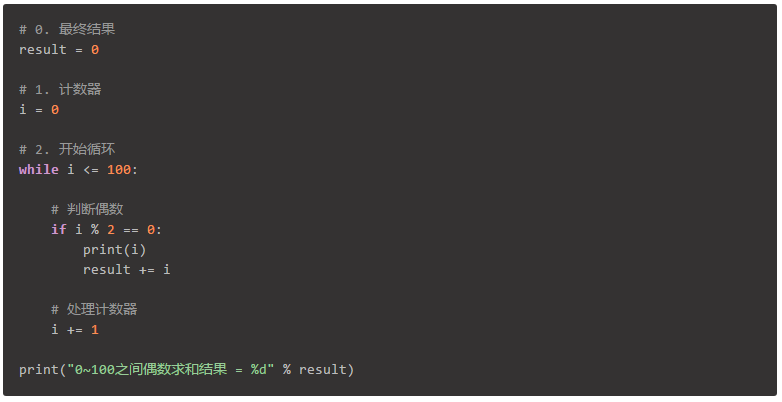 # 0. 最终结果
result = 0
# 1. 计数器
i = 0
# 2. 开始循环
while i <= 100:
    # 判断偶数
    if i % 2 == 0:
        print(i)
        result += i
    # 处理计数器
    i += 1
print("0~100之间偶数求和结果 = %d" % result)